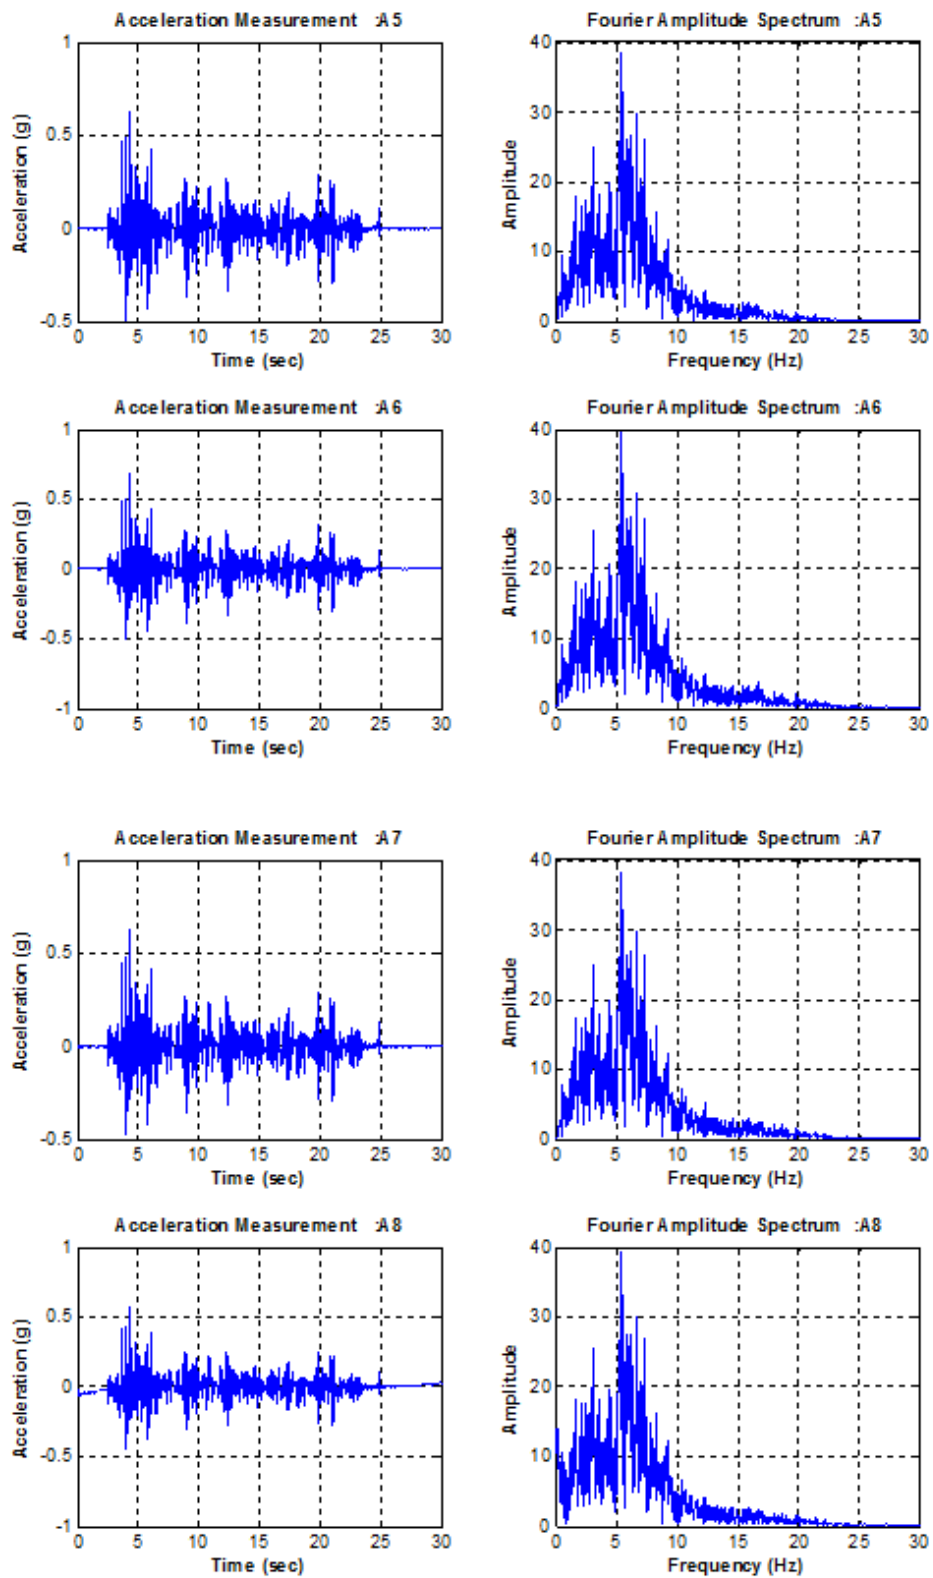 Acceleration Measurement :A5
1
0.5
0
-0.5
Acceleration (g)
0 5 10 15 20 25 30
Time (sec)
Fourier Amplitude Spectrum :A5
40
30
20
10
0
Amplitude
0 5 10 15 20 25 30
Frequency (Hz)
Acceleration Measurement :A6
1
0.5
0
-0.5
-1
Acceleration (g)
0 5 10 15 20 25 30
Time (sec)
Fourier Amplitude Spectrum :A6
40
30
20
10
0
Amplitude
0 5 10 15 20 25 30
Frequency (Hz)
Acceleration Measurement :A7
1
0.5
0
-0.5
Acceleration (g)
0 5 10 15 20 25 30
Time (sec)
Fourier Amplitude Spectrum :A7
40
30
20
10
0
Amplitude
0 5 10 15 20 25 30
Frequency (Hz)
Acceleration Measurement :A8
1
0.5
0
-0.5
-1
Acceleration (g)
0 5 10 15 20 25 30
Time (sec)
Fourier Amplitude Spectrum :A8
40
30
20
10
0
Amplitude
0 5 10 15 20 25 30
Frequency (Hz)